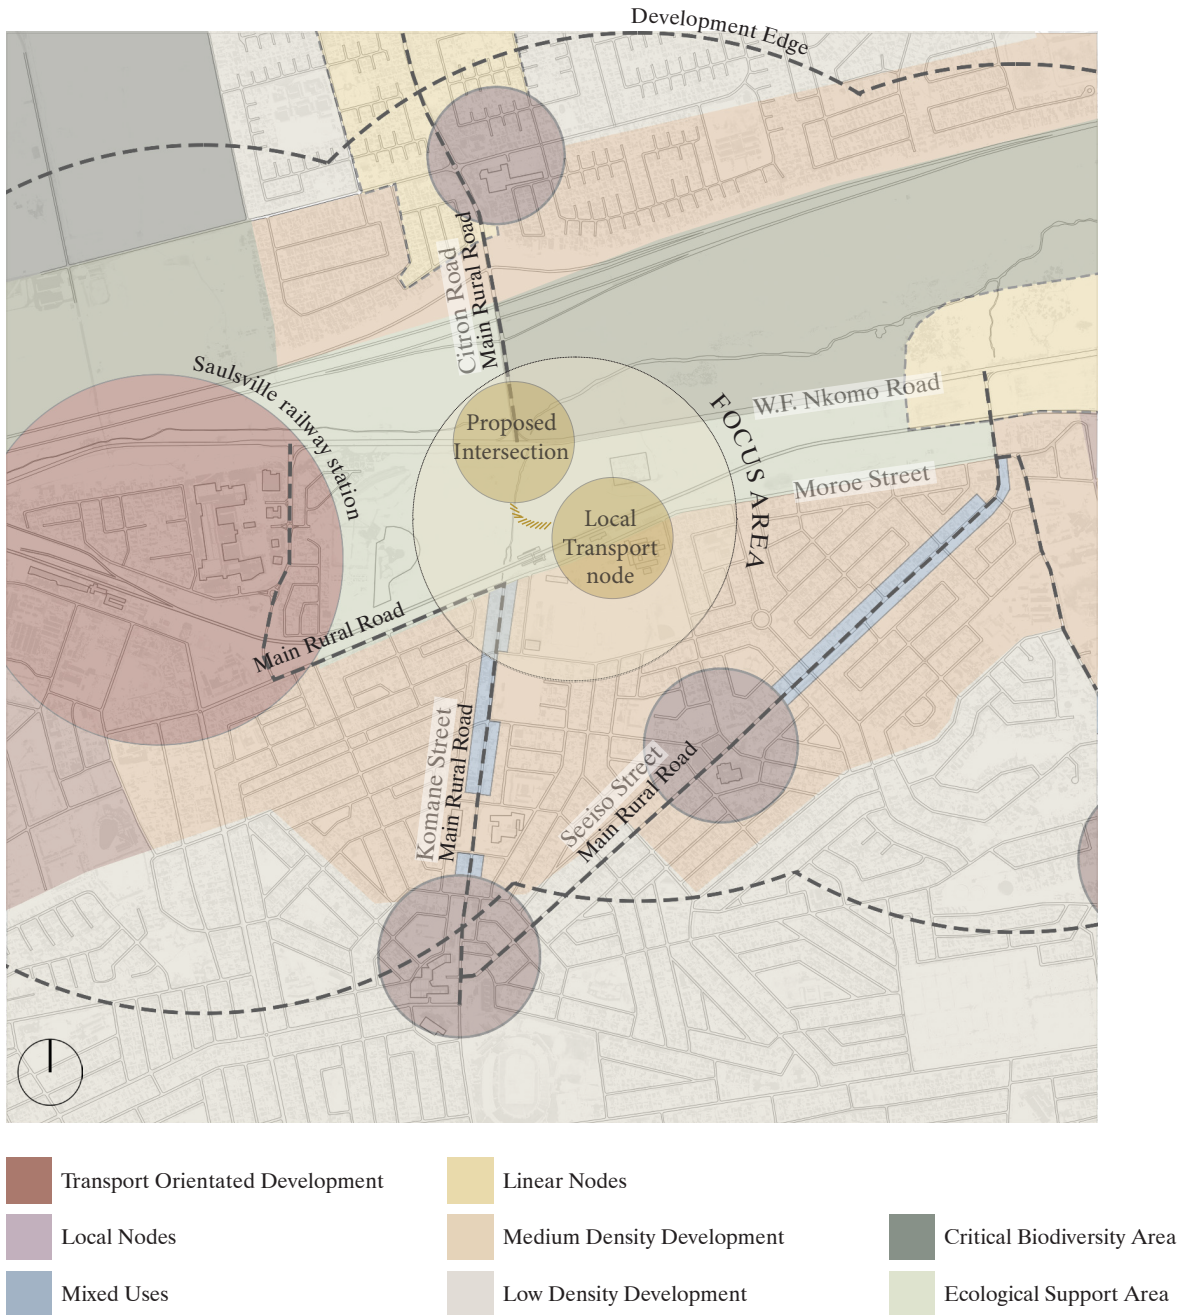 Development Edge
Citron Road
Main Rural Road
Saulsville railway station
Proposed
Intersection
FOCUS AREA
W.F. Nkomo Road
Moroe Street
Local
Transport
node
Main Rural Road
Komane Street
Main Rural Road
Seeiso Street
Main Rural Road
Transport Orientated Development
Local Nodes
Mixed Uses
Linear Nodes
Medium Density Development
Low Density Development
Critical Biodiversity Area
Ecological Support Area